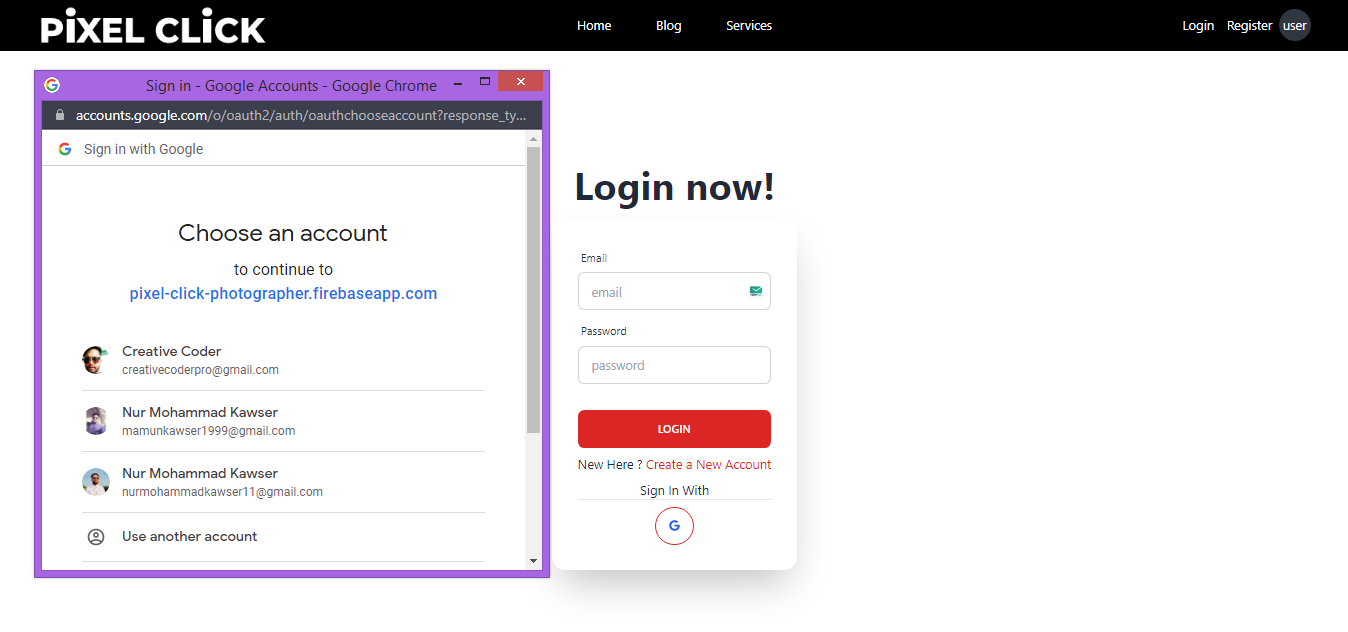 PiXEL CLiCK
Home Blog Services
Login Register user
Sign in - Google Accounts - Google Chrome
accounts.google.com/o/oauth2/auth/oauthchooseaccount?response_ty...
Sign in with Google
Choose an account
to continue to
pixel-click-photographer.firebaseapp.com
Creative Coder
creativecoderpro@gmail.com
Nur Mohammad Kawser
mamunkawser1999@gmail.com
Nur Mohammad Kawser
nurmohammadkawser11@gmail.com
Use another account
Login now!
Email
email
Password
password
LOGIN
New Here ? Create a New Account
Sign In With
G